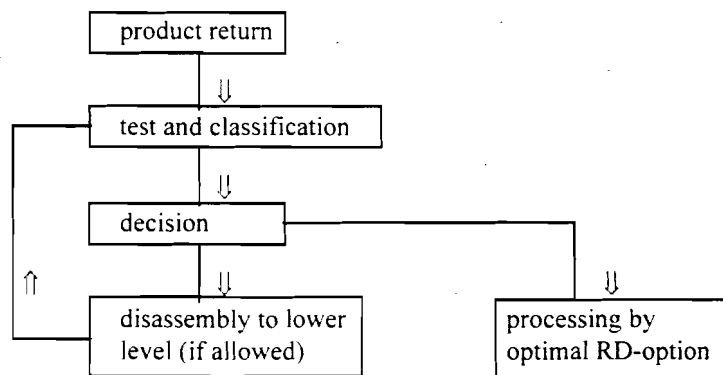 product return
test and classification
decision
disassembly to lower
level (if allowed)
processing by
optimal RD-option